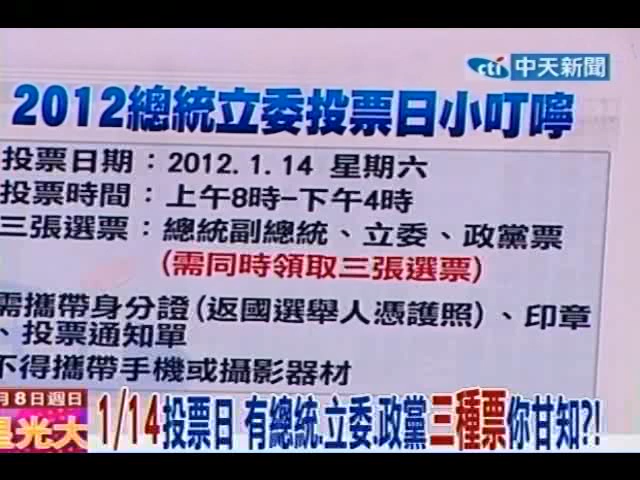 cti 中天新聞
2012總統立委投票日小叮嚀
投票日期：2012.1.14 星期六
投票時間：上午8時-下午4時
三張選票：總統副總統、立委、政黨票
(需同時領取三張選票)
需攜帶身分證(返國選舉人憑護照)、印章
、投票通知單
不得攜帶手機或攝影器材
月8日週日
星光大
1/14投票日 有總統.立委.政黨三種票你甘知?!